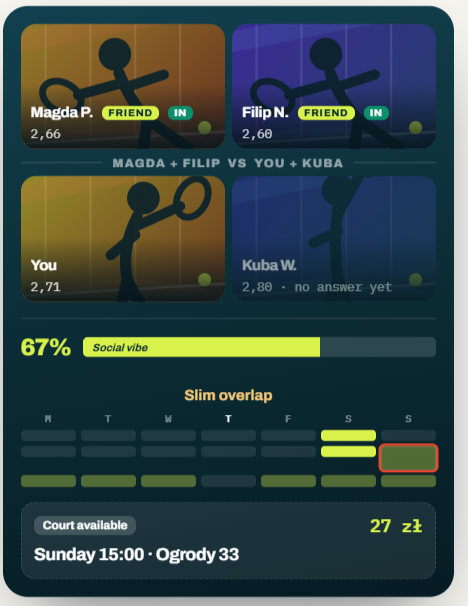 Magda P. FRIEND IN
2,66
Filip N. FRIEND IN
2,60
MAGDA + FILIP VS YOU + KUBA
You
2,71
Kuba W.
2,80 · no answer yet
67% Social vibe
Slim overlap
M T W T F S S
Court available 27 zł
Sunday 15:00 · Ogrody 33